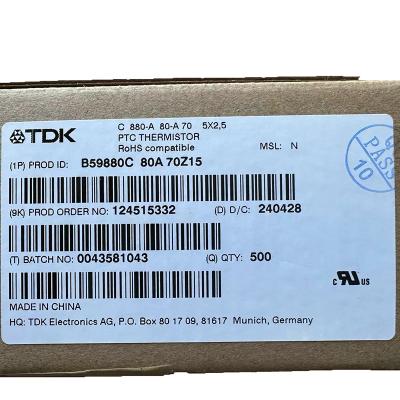 TDK
C 880-A 80-A 70 5X2,5
PTC THERMISTOR
RoHS compatible
MSL: N
(1P) PROD ID: B59880C 80A 70Z15
(9K) PROD ORDER NO: 124515332 (D) D/C: 240428
(T) BATCH NO: 0043581043 (Q) QTY: 500
MADE IN CHINA
HQ: TDK Electronics AG, P.O. Box 80 17 09, 81617 Munich, Germany
PASS
10
c RU us